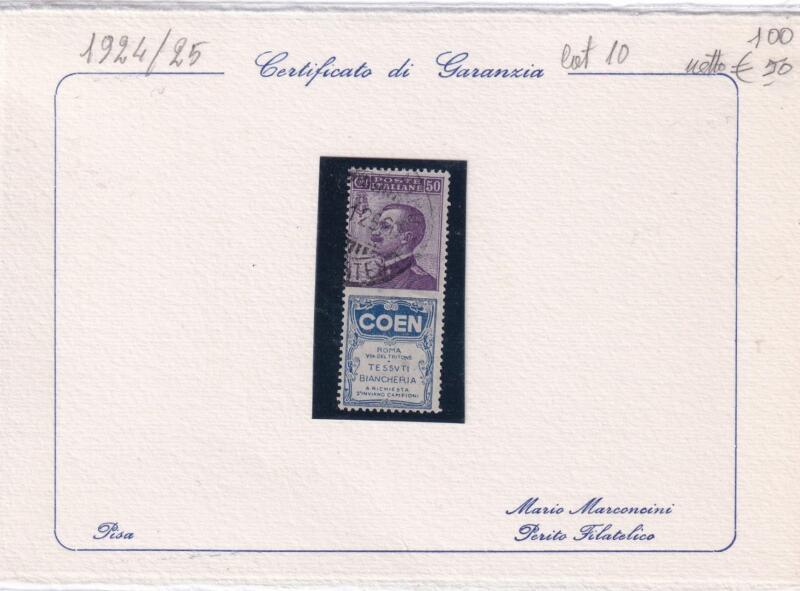 1924/25
Certificato di Garanzia
cat 10
100
netto € 50
POSTE
ITALIANE
50
COEN
ROMA
VIA DEL TRITONE
TESSVTI
BIANCHERIA
A RICHIESTA
S'INVIANO CAMPIONI
Pisa
Mario Marconcini
Perito Filatelico